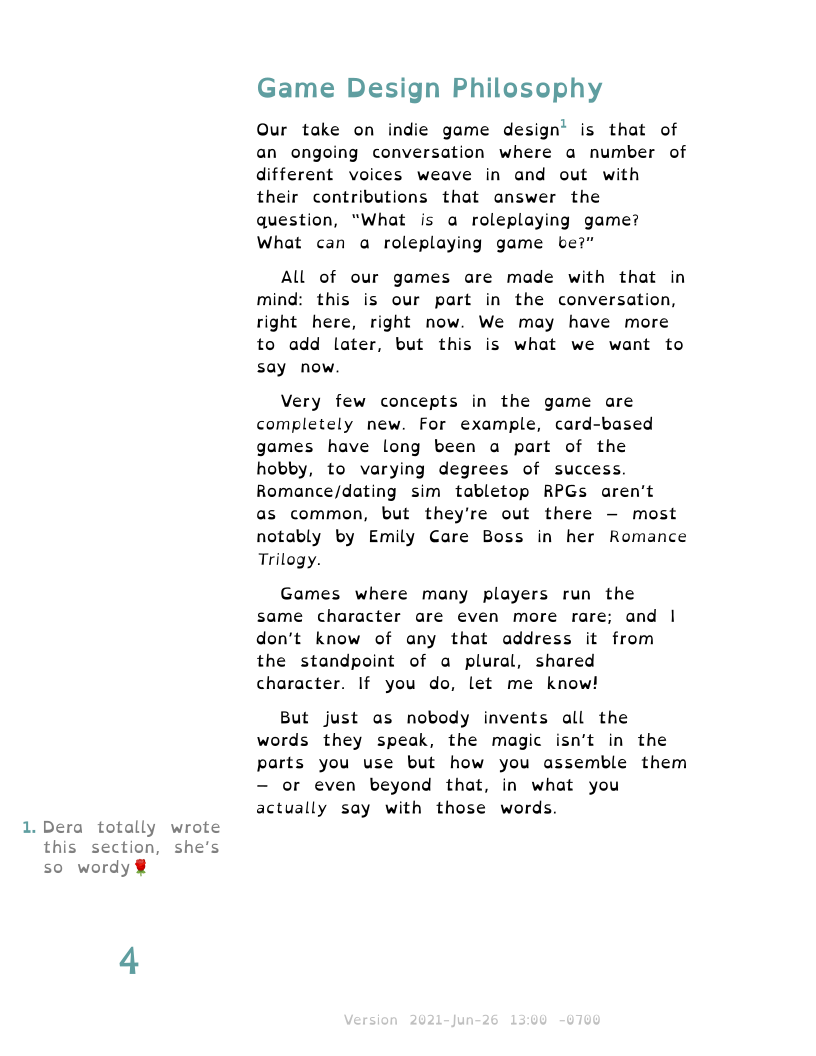 Game Design Philosophy
Our take on indie game design1 is that of
an ongoing conversation where a number of
different voices weave in and out with
their contributions that answer the
question, “What is a roleplaying game?
What can a roleplaying game be?”
All of our games are made with that in
mind: this is our part in the conversation,
right here, right now. We may have more
to add later, but this is what we want to
say now.
Very few concepts in the game are
completely new. For example, card-based
games have long been a part of the
hobby, to varying degrees of success.
Romance/dating sim tabletop RPGs aren't
as common, but they're out there – most
notably by Emily Care Boss in her Romance
Trilogy.
Games where many players run the
same character are even more rare; and I
don't know of any that address it from
the standpoint of a plural, shared
character. If you do, let me know!
But just as nobody invents all the
words they speak, the magic isn't in the
parts you use but how you assemble them
– or even beyond that, in what you
actually say with those words.
1. Dera totally wrote
this section, she's
so wordy🌹
4
Version 2021-Jun-26 13:00 -0700